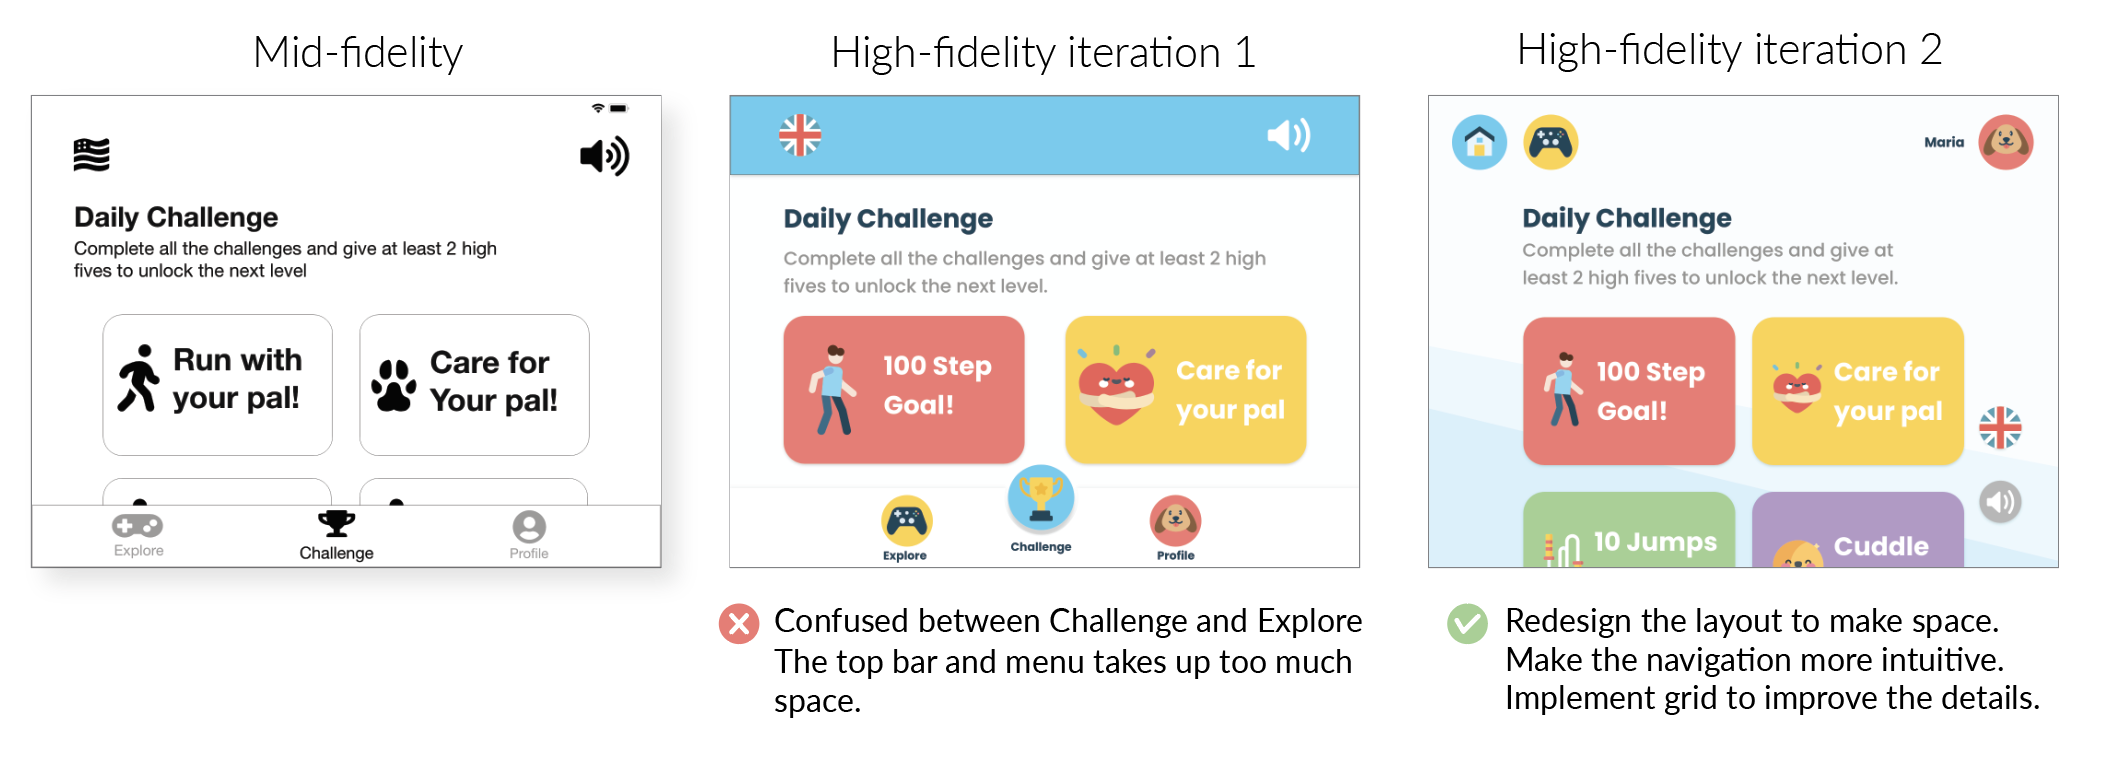 Mid-fidelity
Daily Challenge
Complete all the challenges and give at least 2 high
fives to unlock the next level
Run with
your pal!
Care for
Your pal!
Explore
Challenge
Profile
High-fidelity iteration 1
Daily Challenge
Complete all the challenges and give at least 2 high
fives to unlock the next level.
100 Step
Goal!
Care for
your pal
Explore
Challenge
Profile
Confused between Challenge and Explore
The top bar and menu takes up too much
space.
High-fidelity iteration 2
Maria
Daily Challenge
Complete all the challenges and give at
least 2 high fives to unlock the next level.
100 Step
Goal!
Care for
your pal
10 Jumps
Cuddle
Redesign the layout to make space.
Make the navigation more intuitive.
Implement grid to improve the details.